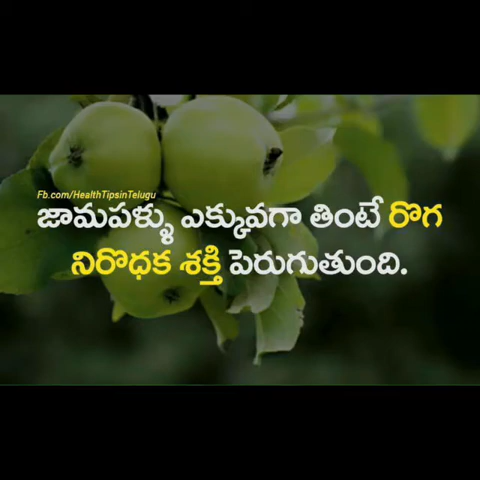 Fb.com/HealthTipsinTelugu
జామపళ్ళు ఎక్కువగా తింటే రొగ
నిరొధక శక్తి పెరుగుతుంది.